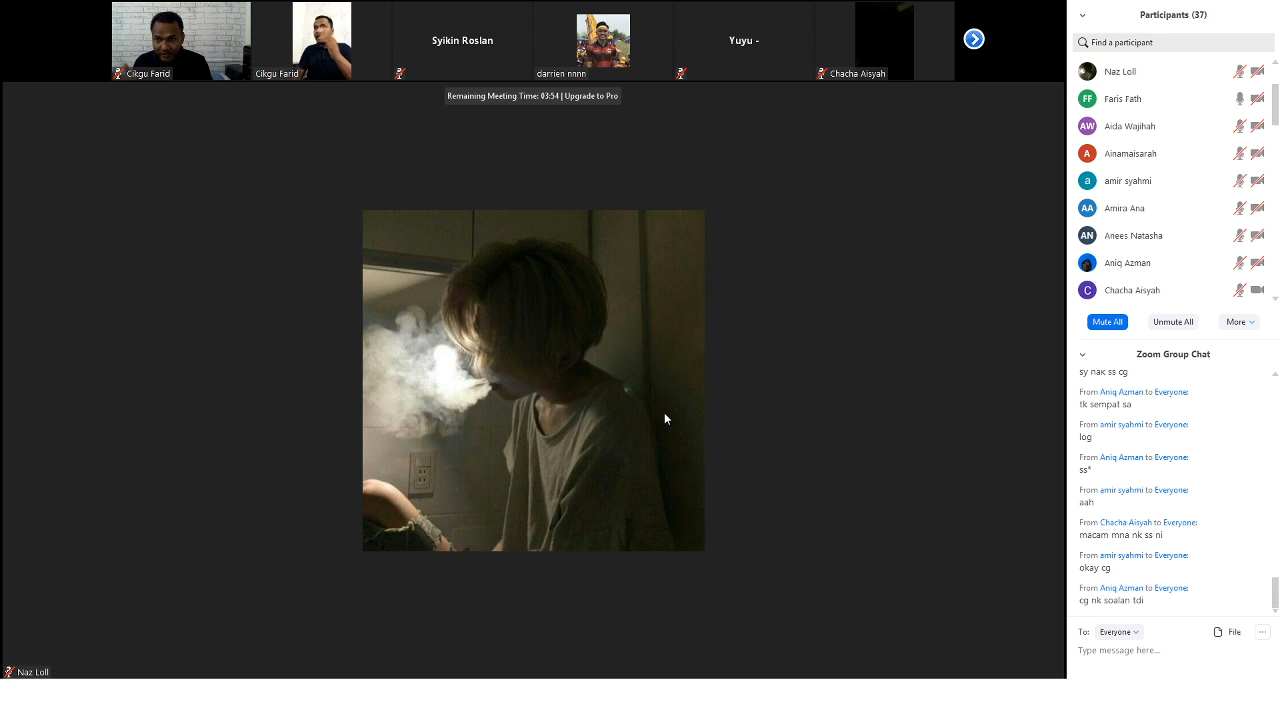 Cikgu Farid
Cikgu Farid
Syikin Roslan
darrien nnnn
Yuyu -
Chacha Aisyah
Remaining Meeting Time: 03:54 | Upgrade to Pro
Naz Loll
Participants (37)
Find a participant
Naz Loll
FF Faris Fath
AW Aida Wajihah
A Ainamaisarah
a amir syahmi
AA Amira Ana
AN Anees Natasha
Aniq Azman
C Chacha Aisyah
Mute All Unmute All More
Zoom Group Chat
sy nak ss cg
From Aniq Azman to Everyone:
tk sempat sa
From amir syahmi to Everyone:
log
From Aniq Azman to Everyone:
ss*
From amir syahmi to Everyone:
aah
From Chacha Aisyah to Everyone:
macam mna nk ss ni
From amir syahmi to Everyone:
okay cg
From Aniq Azman to Everyone:
cg nk soalan tdi
To: Everyone File ...
Type message here...